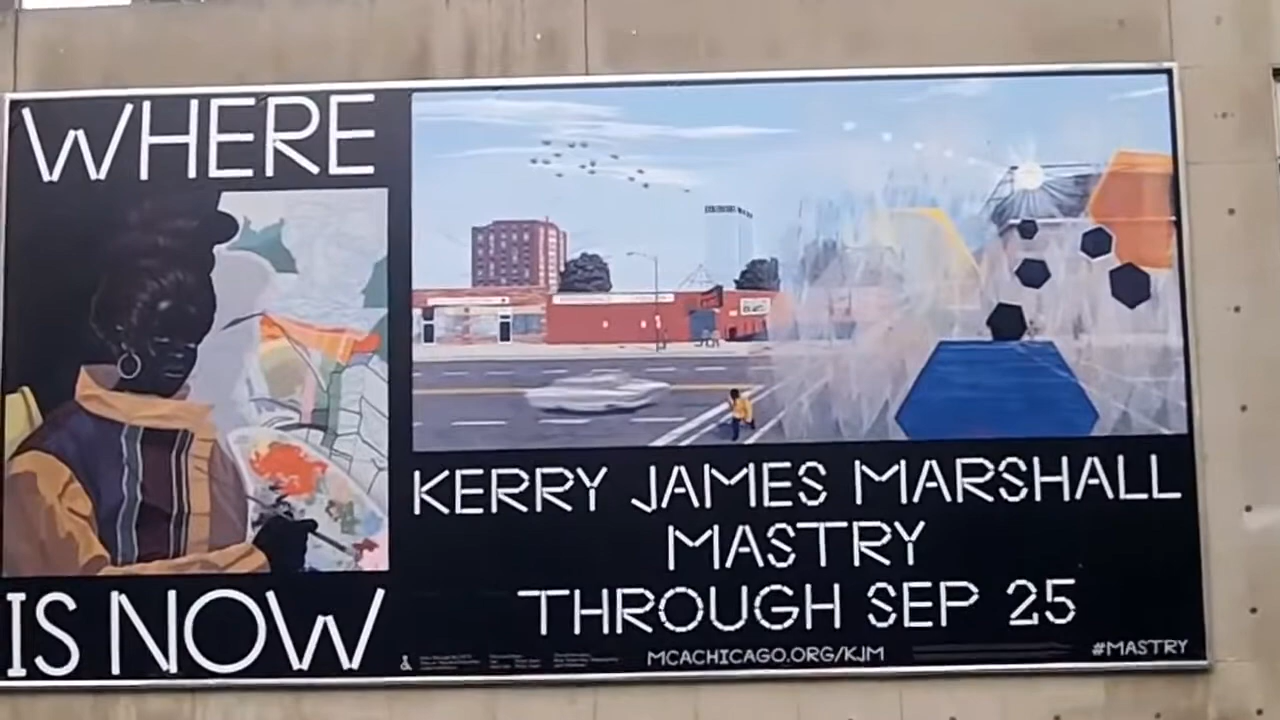 WHERE
IS NOW
KERRY JAMES MARSHALL
MASTRY
THROUGH SEP 25
MCACHICAGO.ORG/KJM
#MASTRY